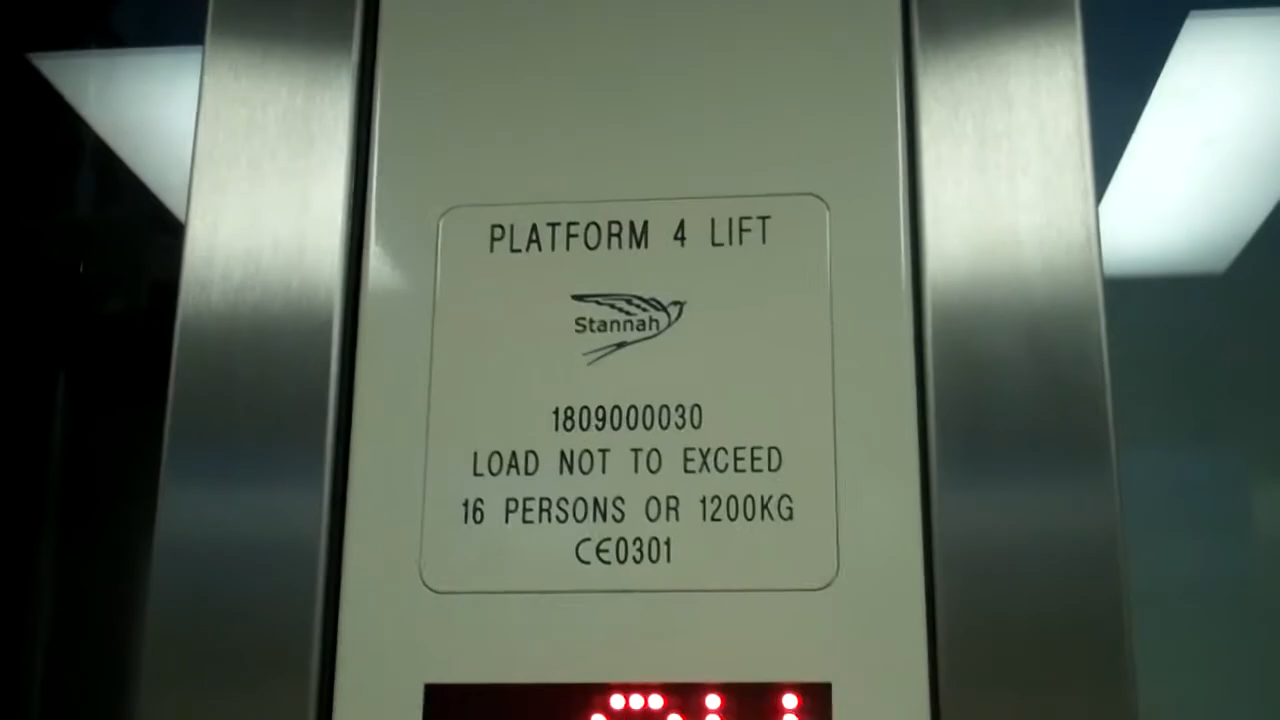 PLATFORM 4 LIFT
Stannah
1809000030
LOAD NOT TO EXCEED
16 PERSONS OR 1200KG
CE0301